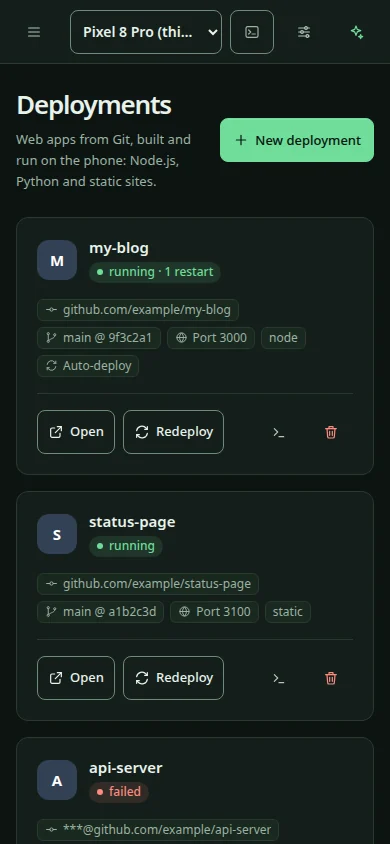 Pixel 8 Pro (thi...
Deployments
Web apps from Git, built and
run on the phone: Node.js,
Python and static sites.
New deployment
M
my-blog
running · 1 restart
github.com/example/my-blog
main @ 9f3c2a1 Port 3000 node
Auto-deploy
Open Redeploy
S
status-page
running
github.com/example/status-page
main @ a1b2c3d Port 3100 static
Open Redeploy
A
api-server
failed
***@github.com/example/api-server